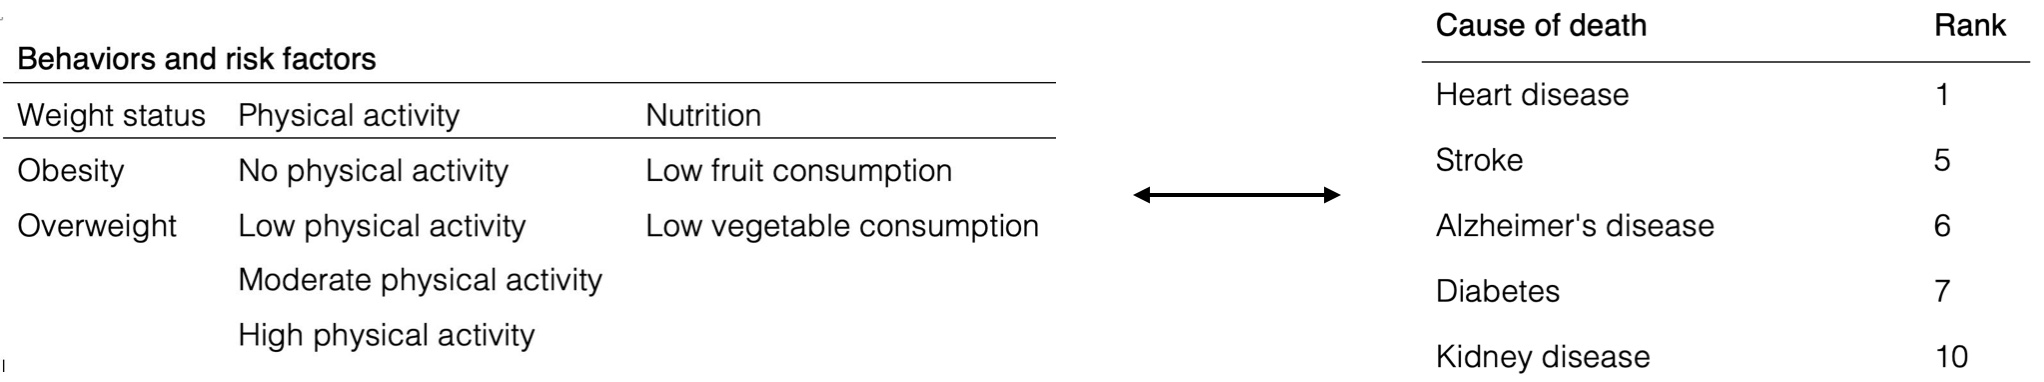 Behaviors and risk factors
Weight status Physical activity Nutrition
Obesity No physical activity Low fruit consumption
Overweight Low physical activity Low vegetable consumption
Moderate physical activity
High physical activity
Cause of death Rank
Heart disease 1
Stroke 5
Alzheimer's disease 6
Diabetes 7
Kidney disease 10